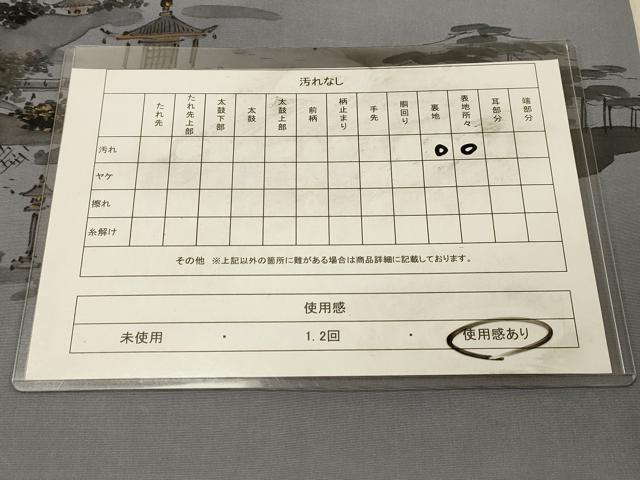 汚れなし
たれ先 たれ先上部 太鼓下部 太鼓 太鼓上部 前柄 柄止まり 手先 胴回り 裏地 表地所々 耳部分 端部分
汚れ ○ ○
ヤケ
擦れ
糸解け
その他 ※上記以外の箇所に難がある場合は商品詳細に記載しております。
使用感
未使用 ・ 1.2回 ・ 使用感あり